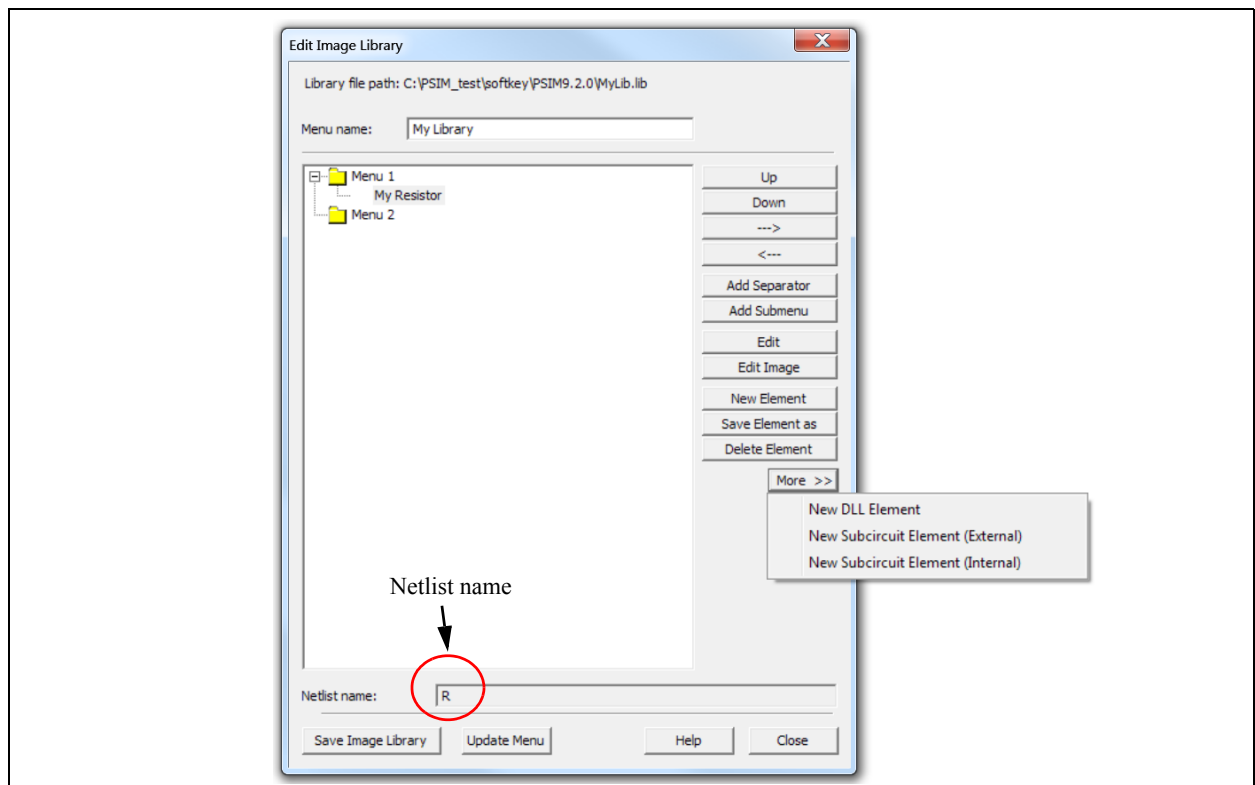 Edit Image Library
X
Library file path: C:\PSIM_test\softkey\PSIM9.2.0\MyLib.lib
Menu name: My Library
Menu 1
My Resistor
Menu 2
Up
Down
--->
<---
Add Separator
Add Submenu
Edit
Edit Image
New Element
Save Element as
Delete Element
More >>
New DLL Element
New Subcircuit Element (External)
New Subcircuit Element (Internal)
Netlist name
Netlist name: R
Save Image Library Update Menu Help Close